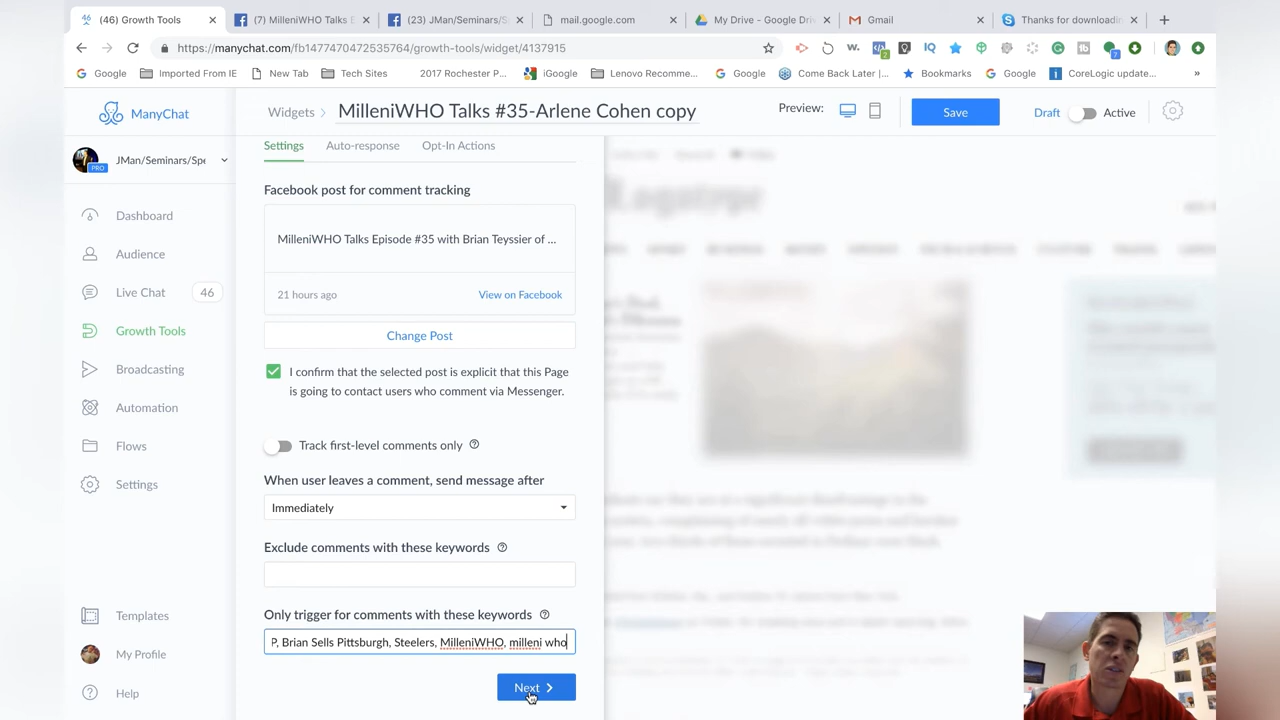 (46) Growth Tools
(7) MilleniWHO Talks E
(23) JMan/Seminars/S
mail.google.com
My Drive - Google Dri
Gmail
Thanks for downloadin
https://manychat.com/fb1477470472535764/growth-tools/widget/4137915
Google
Imported From IE
New Tab
Tech Sites
2017 Rochester P...
iGoogle
Lenovo Recomme...
Google
Come Back Later |...
Bookmarks
Google
CoreLogic update...
»
ManyChat
Widgets
MilleniWHO Talks #35-Arlene Cohen copy
Preview:
Save
Draft
Active
JMan/Seminars/Spe
PRO
Settings
Auto-response
Opt-In Actions
Dashboard
Audience
Live Chat
46
Growth Tools
Broadcasting
Automation
Flows
Settings
Templates
My Profile
Help
Facebook post for comment tracking
MilleniWHO Talks Episode #35 with Brian Teyssier of ...
21 hours ago
View on Facebook
Change Post
I confirm that the selected post is explicit that this Page
is going to contact users who comment via Messenger.
Track first-level comments only
When user leaves a comment, send message after
Immediately
Exclude comments with these keywords
Only trigger for comments with these keywords
P, Brian Sells Pittsburgh, Steelers, MilleniWHO, milleni who
Next